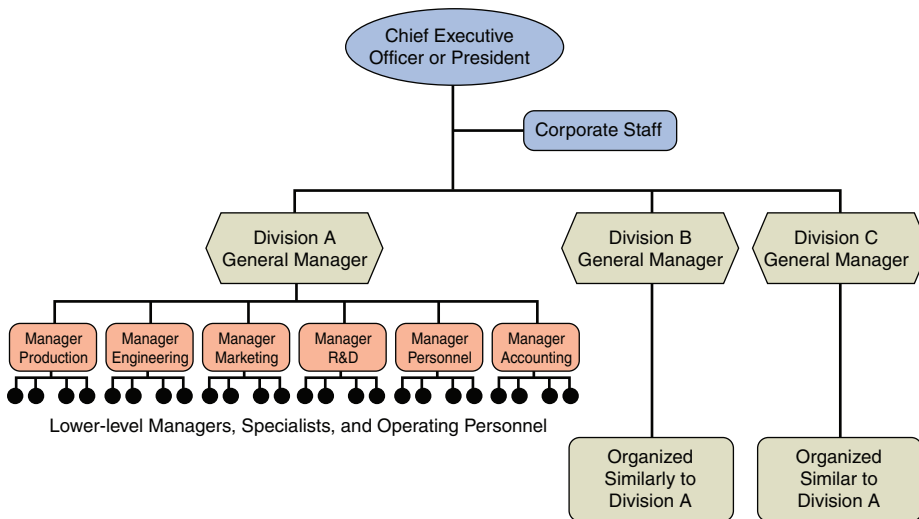 Chief Executive
Officer or President
Corporate Staff
Division A
General Manager
Division B
General Manager
Division C
General Manager
Manager
Production
Manager
Engineering
Manager
Marketing
Manager
R&D
Manager
Personnel
Manager
Accounting
Lower-level Managers, Specialists, and Operating Personnel
Organized
Similarly to
Division A
Organized
Similar to
Division A